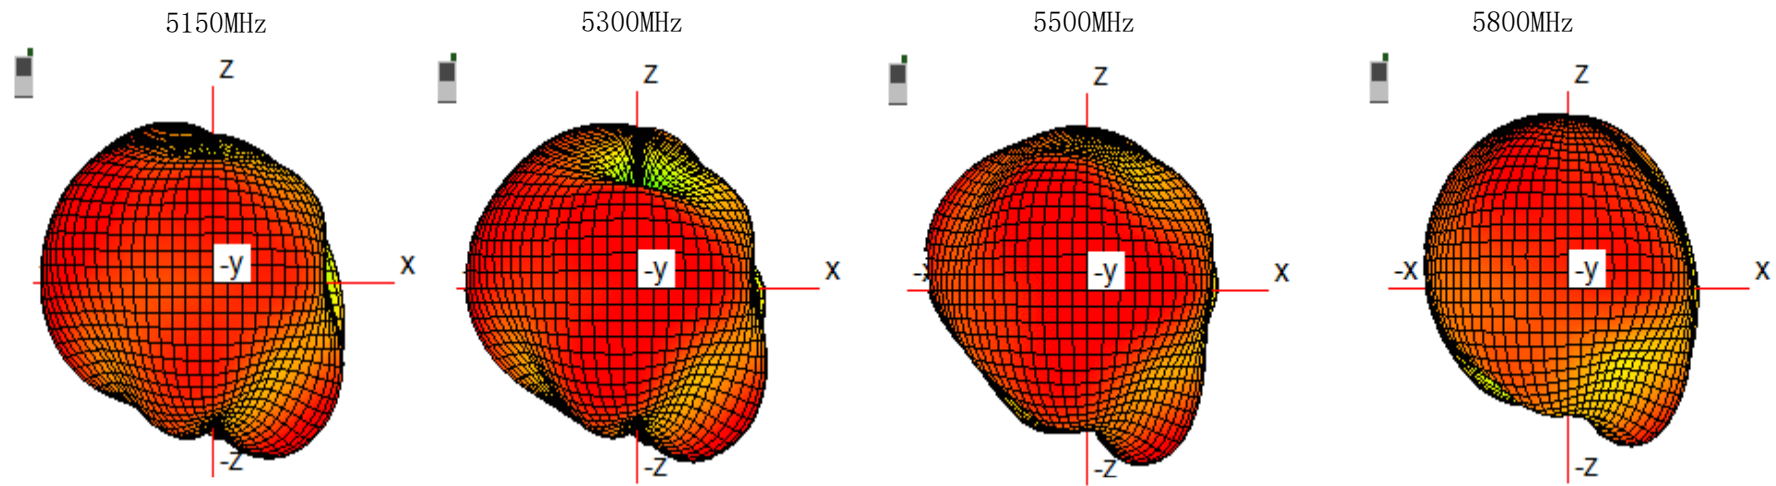 5150MHz 5300MHz 5500MHz 5800MHz
Z Z Z Z
-y X -y X -X -y X -X -y X
-Z -Z -Z -Z